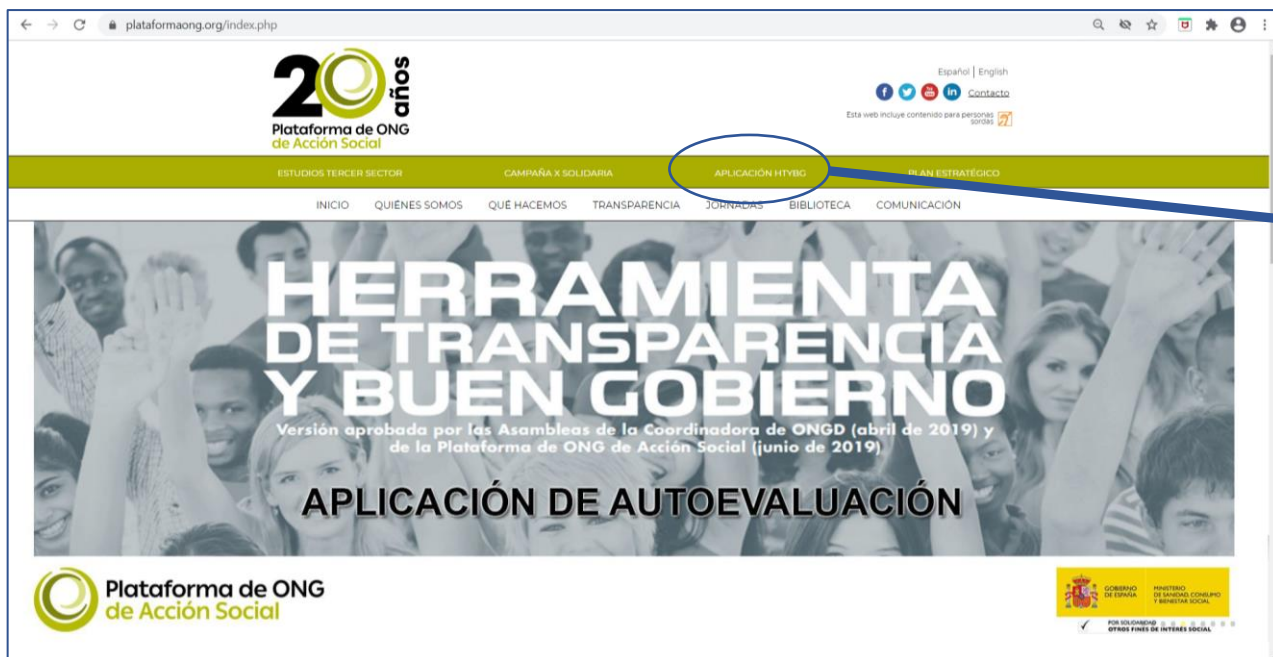 plataformaong.org/index.php
20 años
Plataforma de ONG
de Acción Social
Español | English
Contacto
Esta web incluye contenido para personas
sordas
ESTUDIOS TERCER SECTOR CAMPAÑA X SOLIDARIA APLICACIÓN HTYBG PLAN ESTRATÉGICO
INICIO QUIÉNES SOMOS QUÉ HACEMOS TRANSPARENCIA JORNADAS BIBLIOTECA COMUNICACIÓN
HERRAMIENTA
DE TRANSPARENCIA
Y BUEN GOBIERNO
Versión aprobada por las Asambleas de la Coordinadora de ONGD (abril de 2019) y
de la Plataforma de ONG de Acción Social (junio de 2019)
APLICACIÓN DE AUTOEVALUACIÓN
Plataforma de ONG
de Acción Social
GOBIERNO
DE ESPAÑA
MINISTERIO
DE SANIDAD, CONSUMO
Y BIENESTAR SOCIAL
POR SOLIDARIDAD
OTROS FINES DE INTERÉS SOCIAL